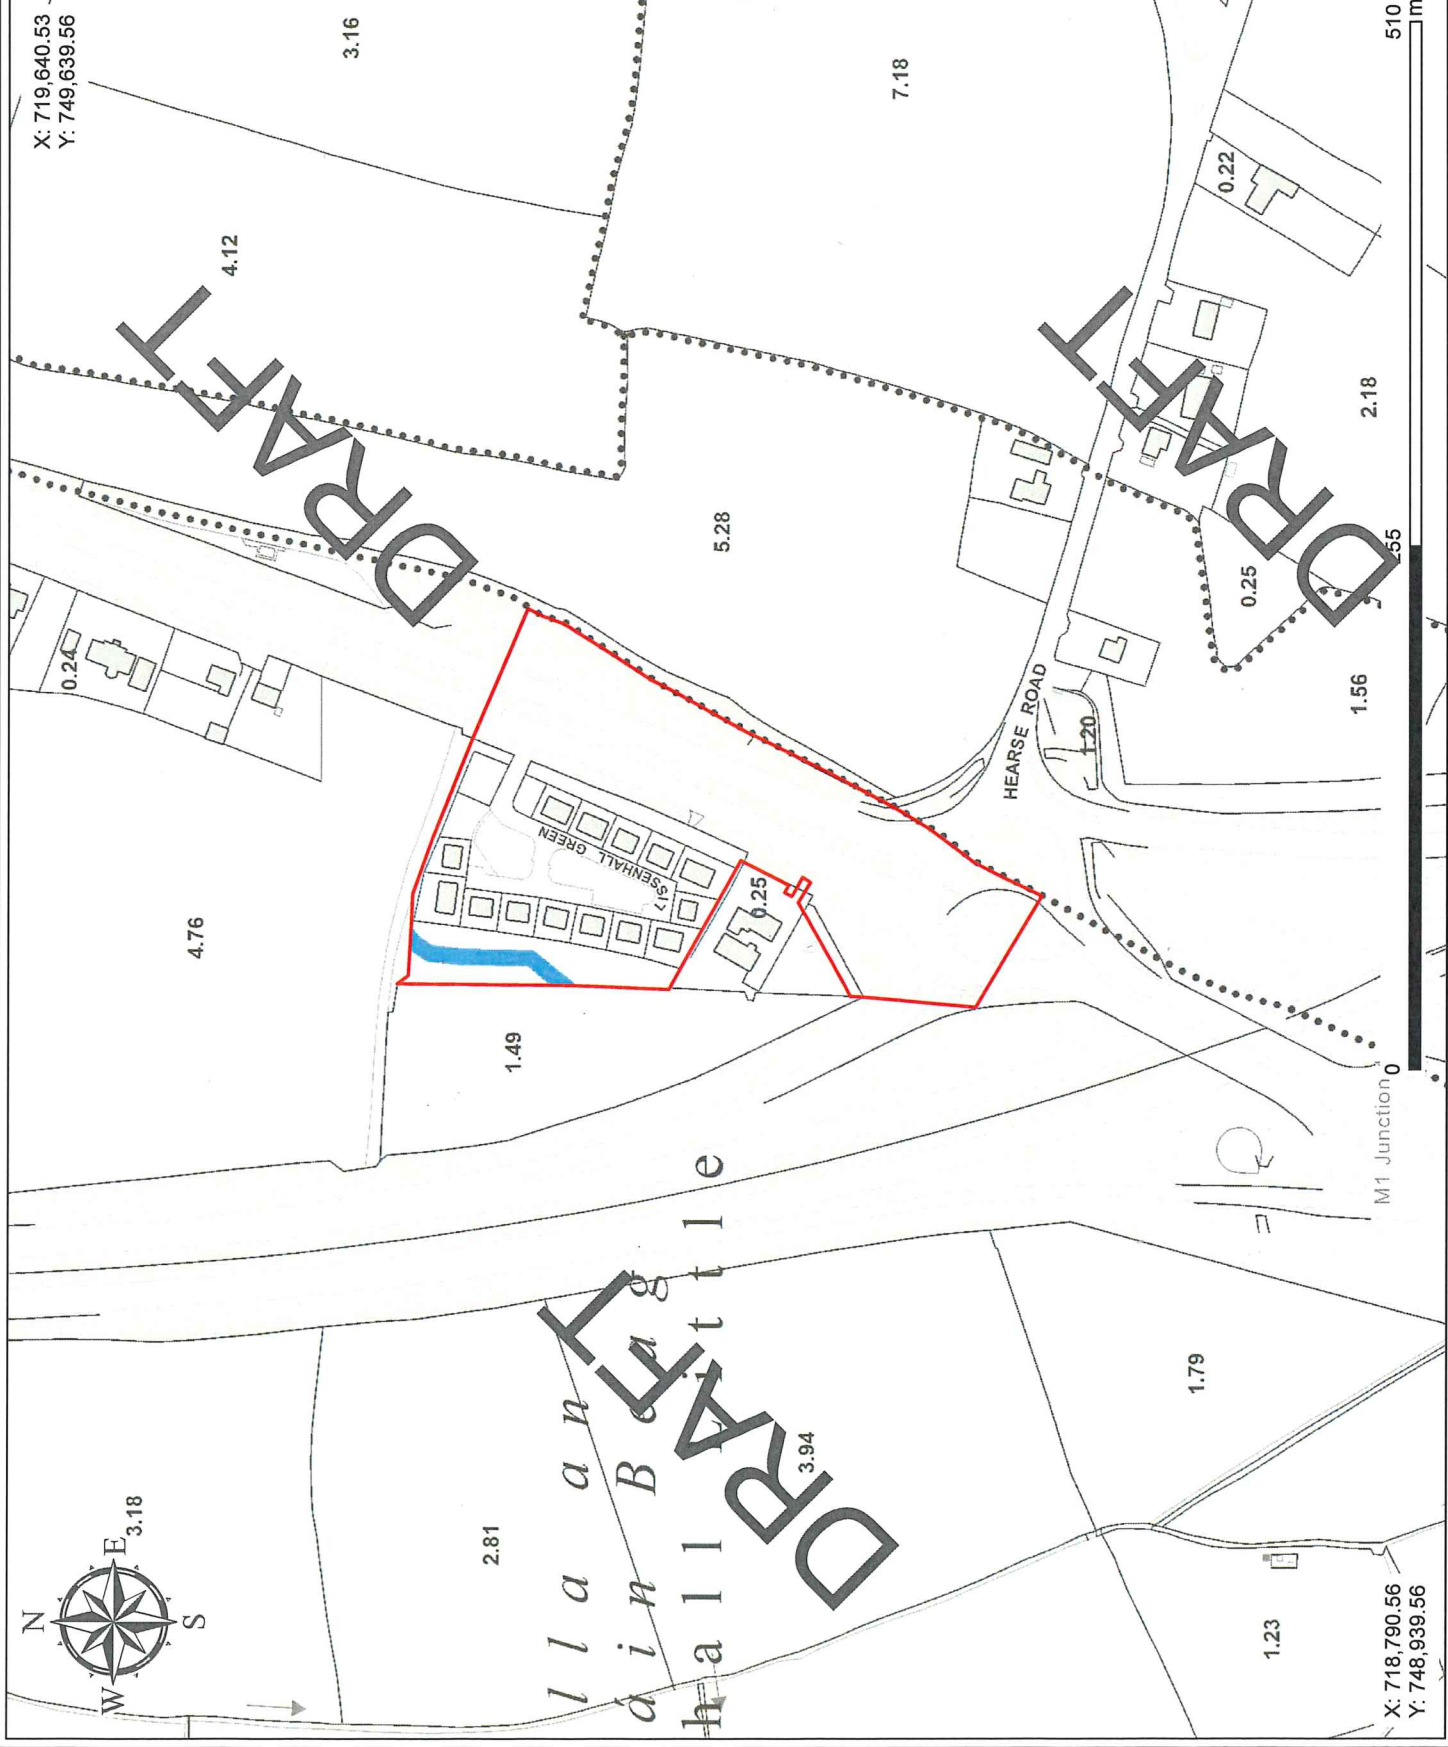 X: 719,640.53
Y: 749,639.56
3.16
4.12
7.18
DRAFT
0.22
5.28
DRAFT
2.18
0.24
0.25
HEARSE ROAD
1.20
1.56
510
m
255
0
4.76
SSENHALL GREEN
0.25
1.49
M1 Junction
N
E
S
W
3.18
2.81
DRAFT
3.94
1.79
1.23
l l a a n
á i n B e a g
h a l l L i t t l e
X: 718,790.56
Y: 748,939.56